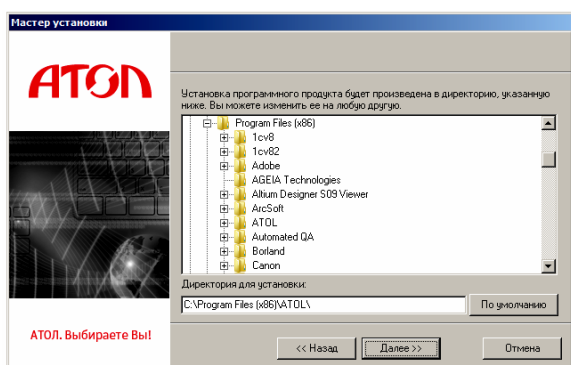 Мастер установки
АТОЛ
Установка программного продукта будет произведена в директорию, указанную
ниже. Вы можете изменить ее на любую другую.
Program Files (x86)
1cv8
1cv82
Adobe
AGEIA Technologies
Altium Designer S09 Viewer
ArcSoft
ATOL
Automated QA
Borland
Canon
Директория для установки:
C:\Program Files (x86)\ATOL\
По умолчанию
АТОЛ. Выбираете Вы!
<< Назад
Далее >>
Отмена